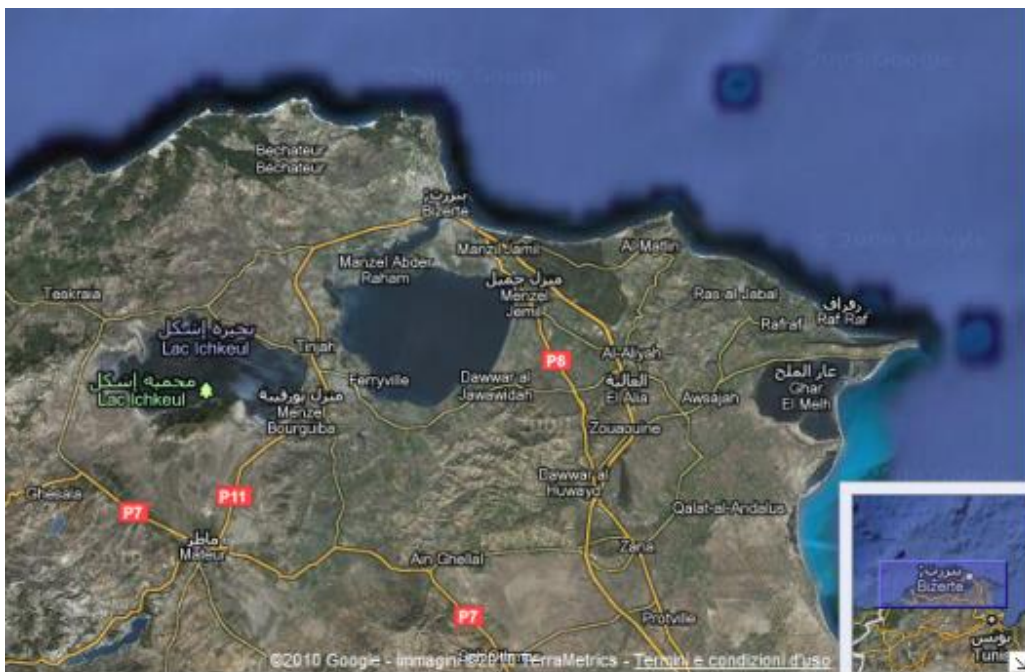 Bechateur
Béchateur
بنزرت
Bizerte
Manzil Jamil
Al Matlin
Manzel Abder
Raham
منزل جميل
Menzel
Jemil
Teskraia
Ras al Jabal
رفراف
Raf Raf
Rafraf
بحيرة إشكل
Lac Ichkeul
Tinjah
P8
Al-Aliyah
محمية إشكل
Lac Ichkeul
Ferryville
Dawwar al
Jawawidah
العالية
El Alia
Awsajah
غار الملح
Ghar
El Melh
منزل بورقيبة
Menzel
Bourguiba
Zouaouine
Dawwar al
Huwayd
Ghesala
P11
P7
Qalat-al-Andalus
ماطر
Mateur
Ain Ghellal
Zana
بنزرت
Bizerte
P7
Protville
تونس
Tunis
©2010 Google - Immagini ©2010 TerraMetrics - Termini e condizioni d'uso